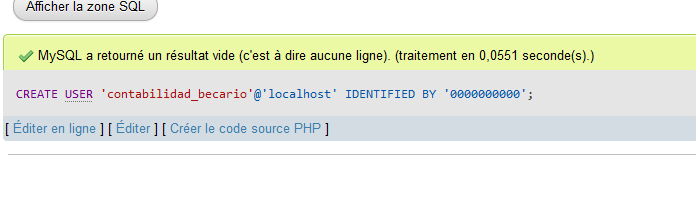 Afficher la zone SQL
MySQL a retourné un résultat vide (c'est à dire aucune ligne). (traitement en 0,0551 seconde(s).)
CREATE USER 'contabilidad_becario'@'localhost' IDENTIFIED BY '0000000000';
[ Éditer en ligne ] [ Éditer ] [ Créer le code source PHP ]